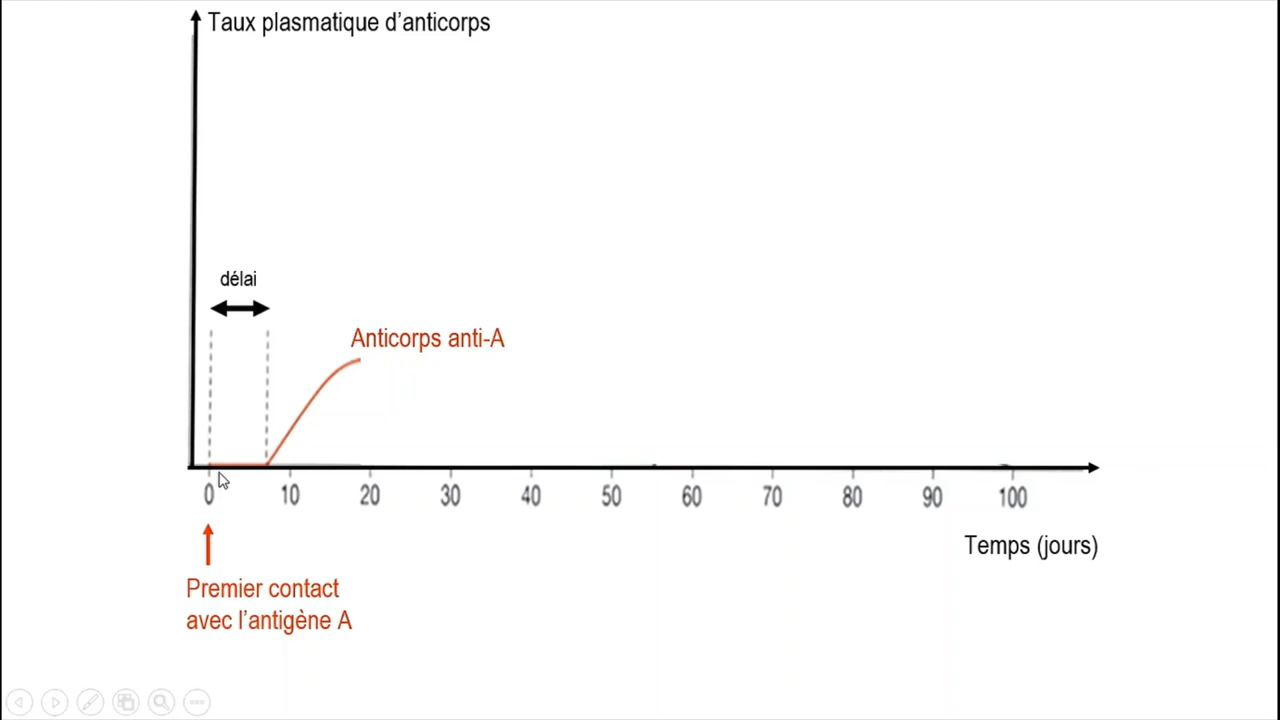 Taux plasmatique d’anticorps
délai
Anticorps anti-A
0 10 20 30 40 50 60 70 80 90 100
Temps (jours)
Premier contact
avec l’antigène A